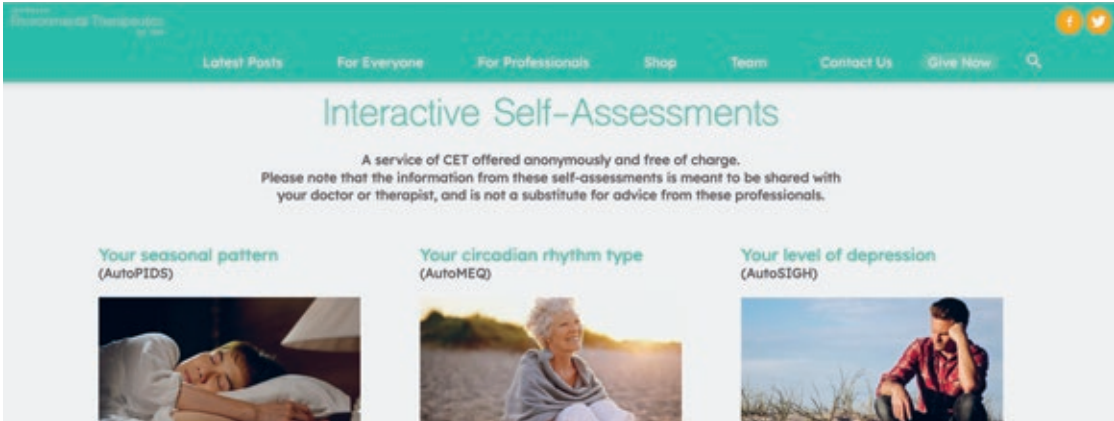 Environmental Therapeutics
Latest Posts For Everyone For Professionals Shop Team Contact Us Give Now
Interactive Self-Assessments
A service of CET offered anonymously and free of charge.
Please note that the information from these self-assessments is meant to be shared with
your doctor or therapist, and is not a substitute for advice from these professionals.
Your seasonal pattern
(AutoPIDS)
Your circadian rhythm type
(AutoMEQ)
Your level of depression
(AutoSIGH)